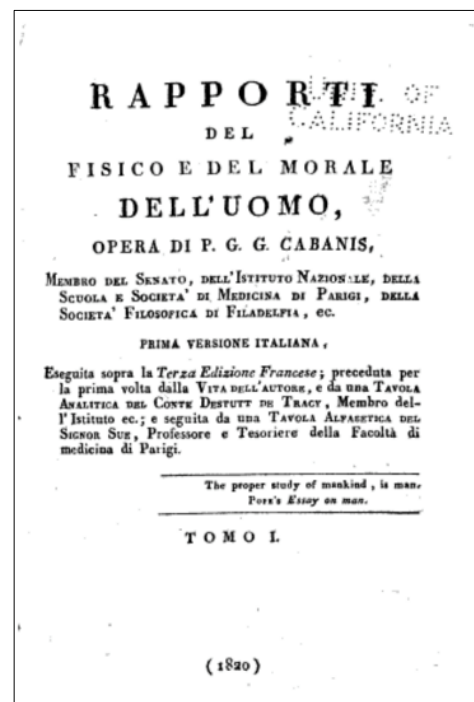 RAPPORTI
UNIV. OF
CALIFORNIA
DEL
FISICO E DEL MORALE
DELL'UOMO,
OPERA DI P. G. G. CABANIS,
MEMBRO DEL SENATO, DELL'ISTITUTO NAZIONALE, DELLA
SCUOLA E SOCIETA' DI MEDICINA DI PARIGI, DELLA
SOCIETA' FILOSOFICA DI FILADELFIA, ec.
PRIMA VERSIONE ITALIANA,
Eseguita sopra la Terza Edizione Francese; preceduta per
la prima volta dalla VITA DELL'AUTORE, e da una TAVOLA
ANALITICA DEL CONTE DESTUTT DE TRACY, Membro del-
l'Istituto ec.; e seguita da una TAVOLA ALFABETICA DEL
SIGNOR SUE, Professore e Tesoriere della Facoltà di
medicina di Parigi.
The proper study of mankind, is man.
POPE's Essay on man.
TOMO I.
(1820)